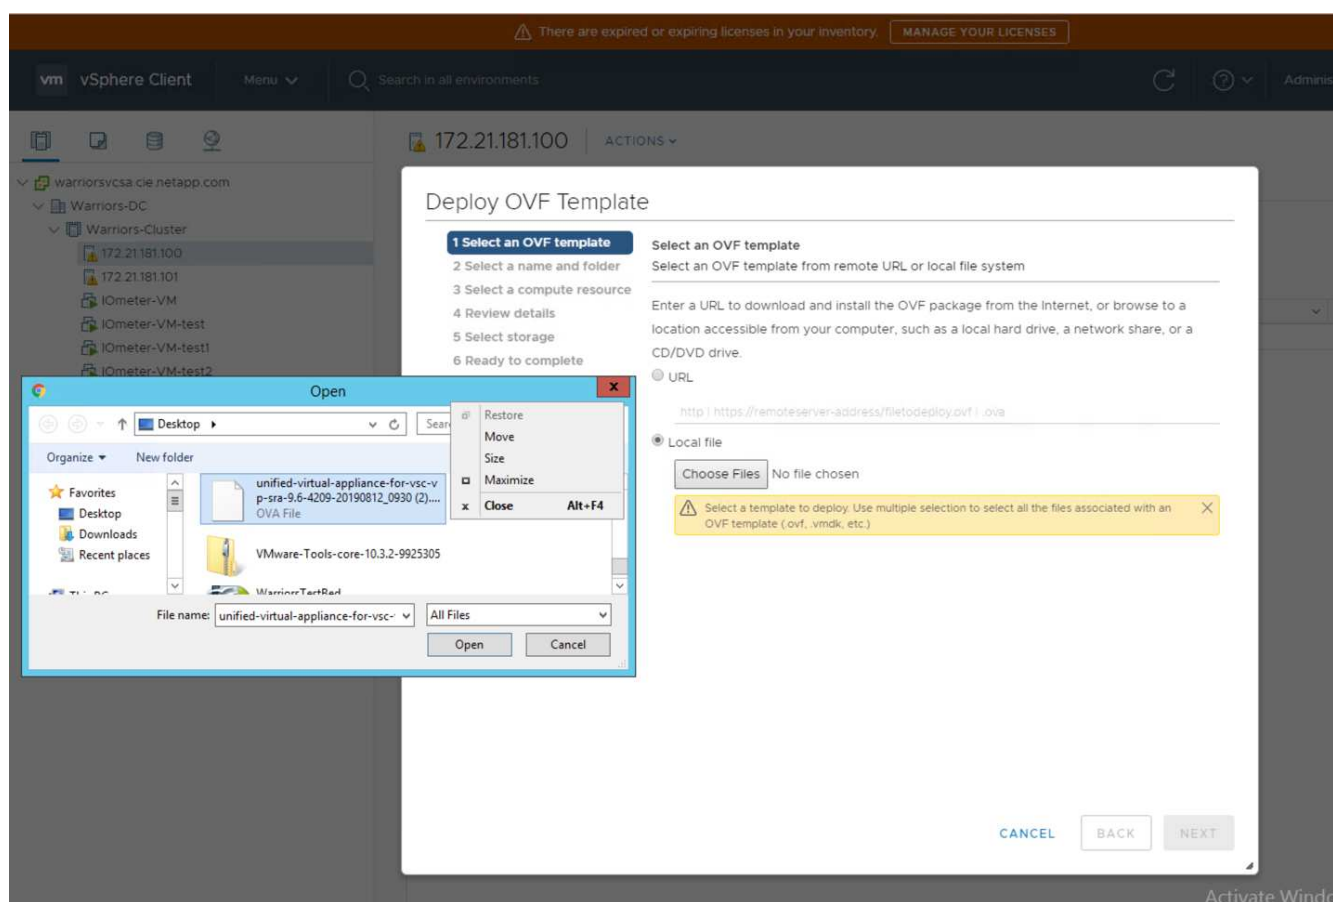 There are expired or expiring licenses in your inventory. MANAGE YOUR LICENSES
vm vSphere Client Menu Search in all environments
172.21.181.100 ACTIONS
warriorsvcsa.cie.netapp.com
Warriors-DC
Warriors-Cluster
172.21.181.100
172.21.181.101
IOmeter-VM
IOmeter-VM-test
IOmeter-VM-test1
IOmeter-VM-test2
Deploy OVF Template
1 Select an OVF template
2 Select a name and folder
3 Select a compute resource
4 Review details
5 Select storage
6 Ready to complete
Select an OVF template
Select an OVF template from remote URL or local file system
Enter a URL to download and install the OVF package from the Internet, or browse to a
location accessible from your computer, such as a local hard drive, a network share, or a
CD/DVD drive.
URL
http | https://remoteserver-address/filetodeploy.ovf | .ova
Local file
Choose Files No file chosen
Select a template to deploy. Use multiple selection to select all the files associated with an
OVF template (.ovf, .vmdk, etc.)
CANCEL BACK NEXT
Open
Desktop
Organize New folder
Favorites
Desktop
Downloads
Recent places
unified-virtual-appliance-for-vsc-v
p-sra-9.6-4209-20190812_0930 (2)....
OVA File
VMware-Tools-core-10.3.2-9925305
WarriorsTestBed
Restore
Move
Size
Maximize
Close Alt+F4
File name: unified-virtual-appliance-for-vsc- All Files
Open Cancel